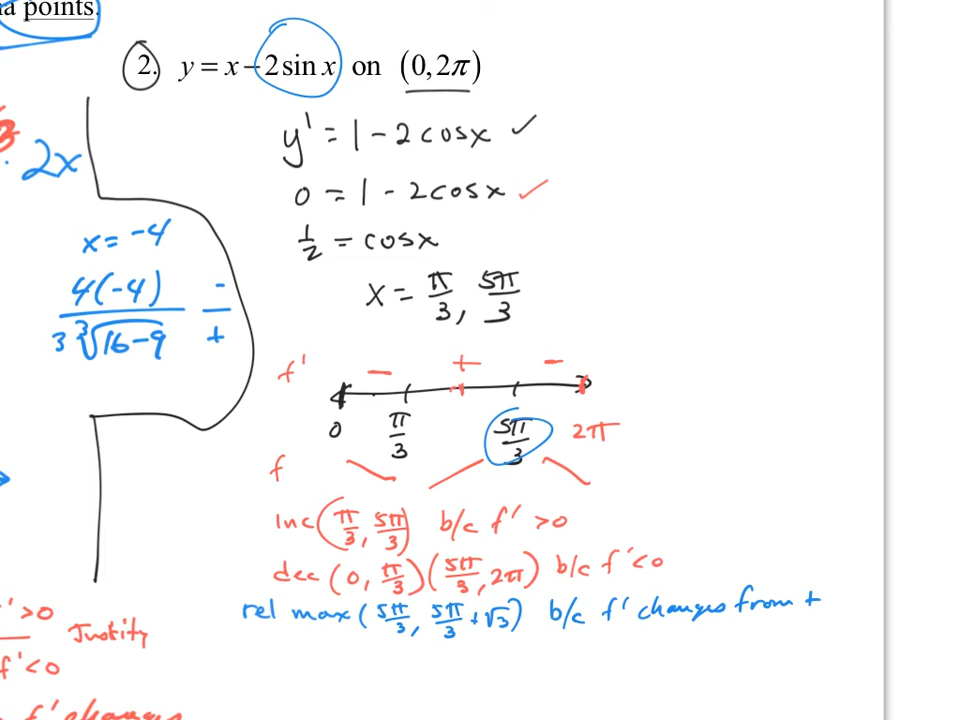 a points.
2. y = x − 2 sin x on (0, 2π)
3
. 2x
y' = 1 - 2 cos x ✓
0 = 1 - 2 cos x ✓
1/2 = cos x
x = π/3, 5π/3
x = -4
4(-4) / 3∛(16-9) -/+
f' - + -
0 π/3 5π/3 2π
f
inc (π/3, 5π/3) b/c f' > 0
dec (0, π/3) (5π/3, 2π) b/c f' < 0
rel max (5π/3, 5π/3 + √3) b/c f' changes from +
' > 0
Justify
f' < 0
f' changes